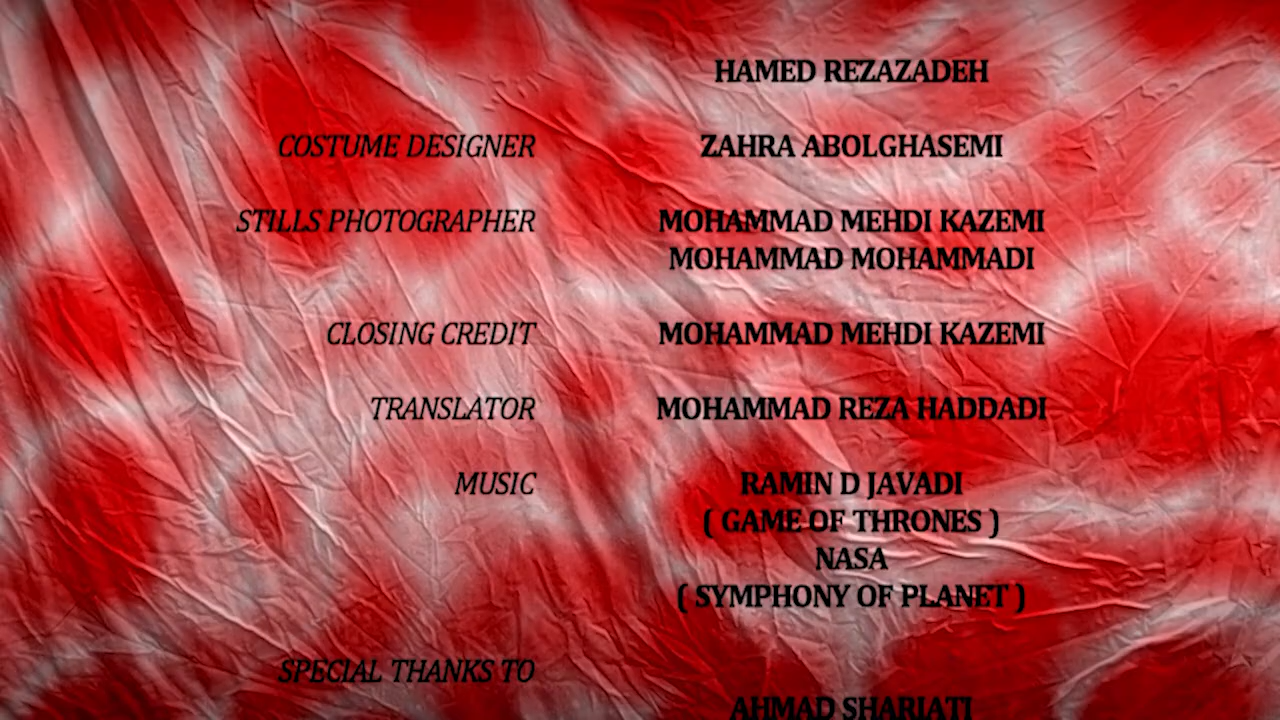 HAMED REZAZADEH
COSTUME DESIGNER ZAHRA ABOLGHASEMI
STILLS PHOTOGRAPHER MOHAMMAD MEHDI KAZEMI
MOHAMMAD MOHAMMADI
CLOSING CREDIT MOHAMMAD MEHDI KAZEMI
TRANSLATOR MOHAMMAD REZA HADDADI
MUSIC RAMIN D JAVADI
( GAME OF THRONES )
NASA
( SYMPHONY OF PLANET )
SPECIAL THANKS TO
AHMAD SHARIATI